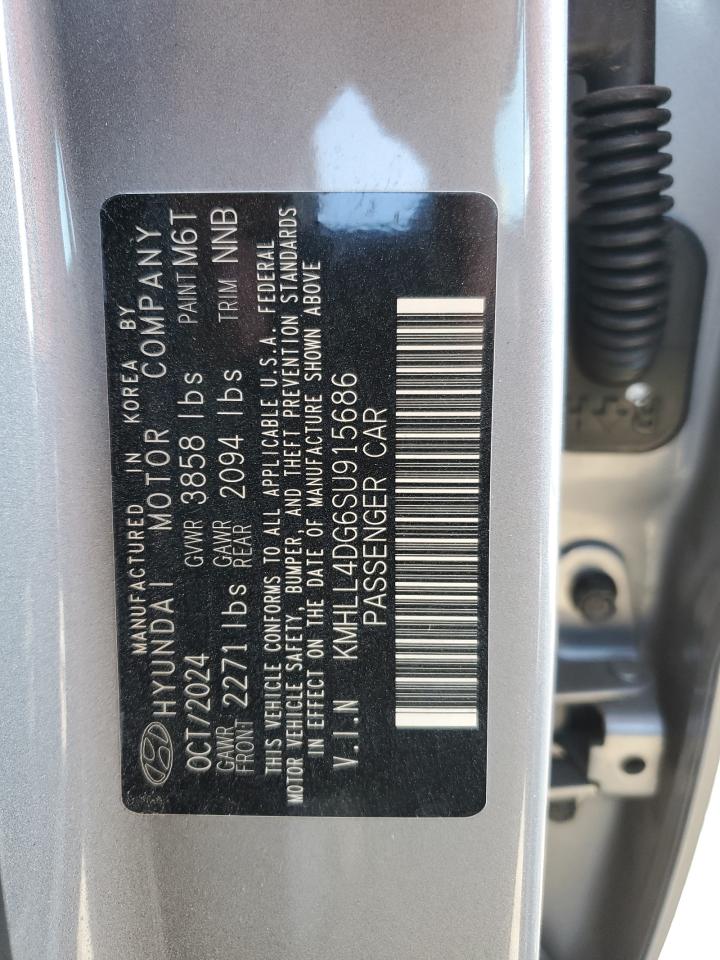 MANUFACTURED IN KOREA BY
HYUNDAI MOTOR COMPANY
OCT/2024 GVWR 3858 lbs PAINT M6T
GAWR FRONT 2271 lbs GAWR REAR 2094 lbs TRIM NNB
THIS VEHICLE CONFORMS TO ALL APPLICABLE U.S.A. FEDERAL
MOTOR VEHICLE SAFETY, BUMPER, AND THEFT PREVENTION STANDARDS
IN EFFECT ON THE DATE OF MANUFACTURE SHOWN ABOVE
V.I.N KMHLL4DG6SU915686
PASSENGER CAR